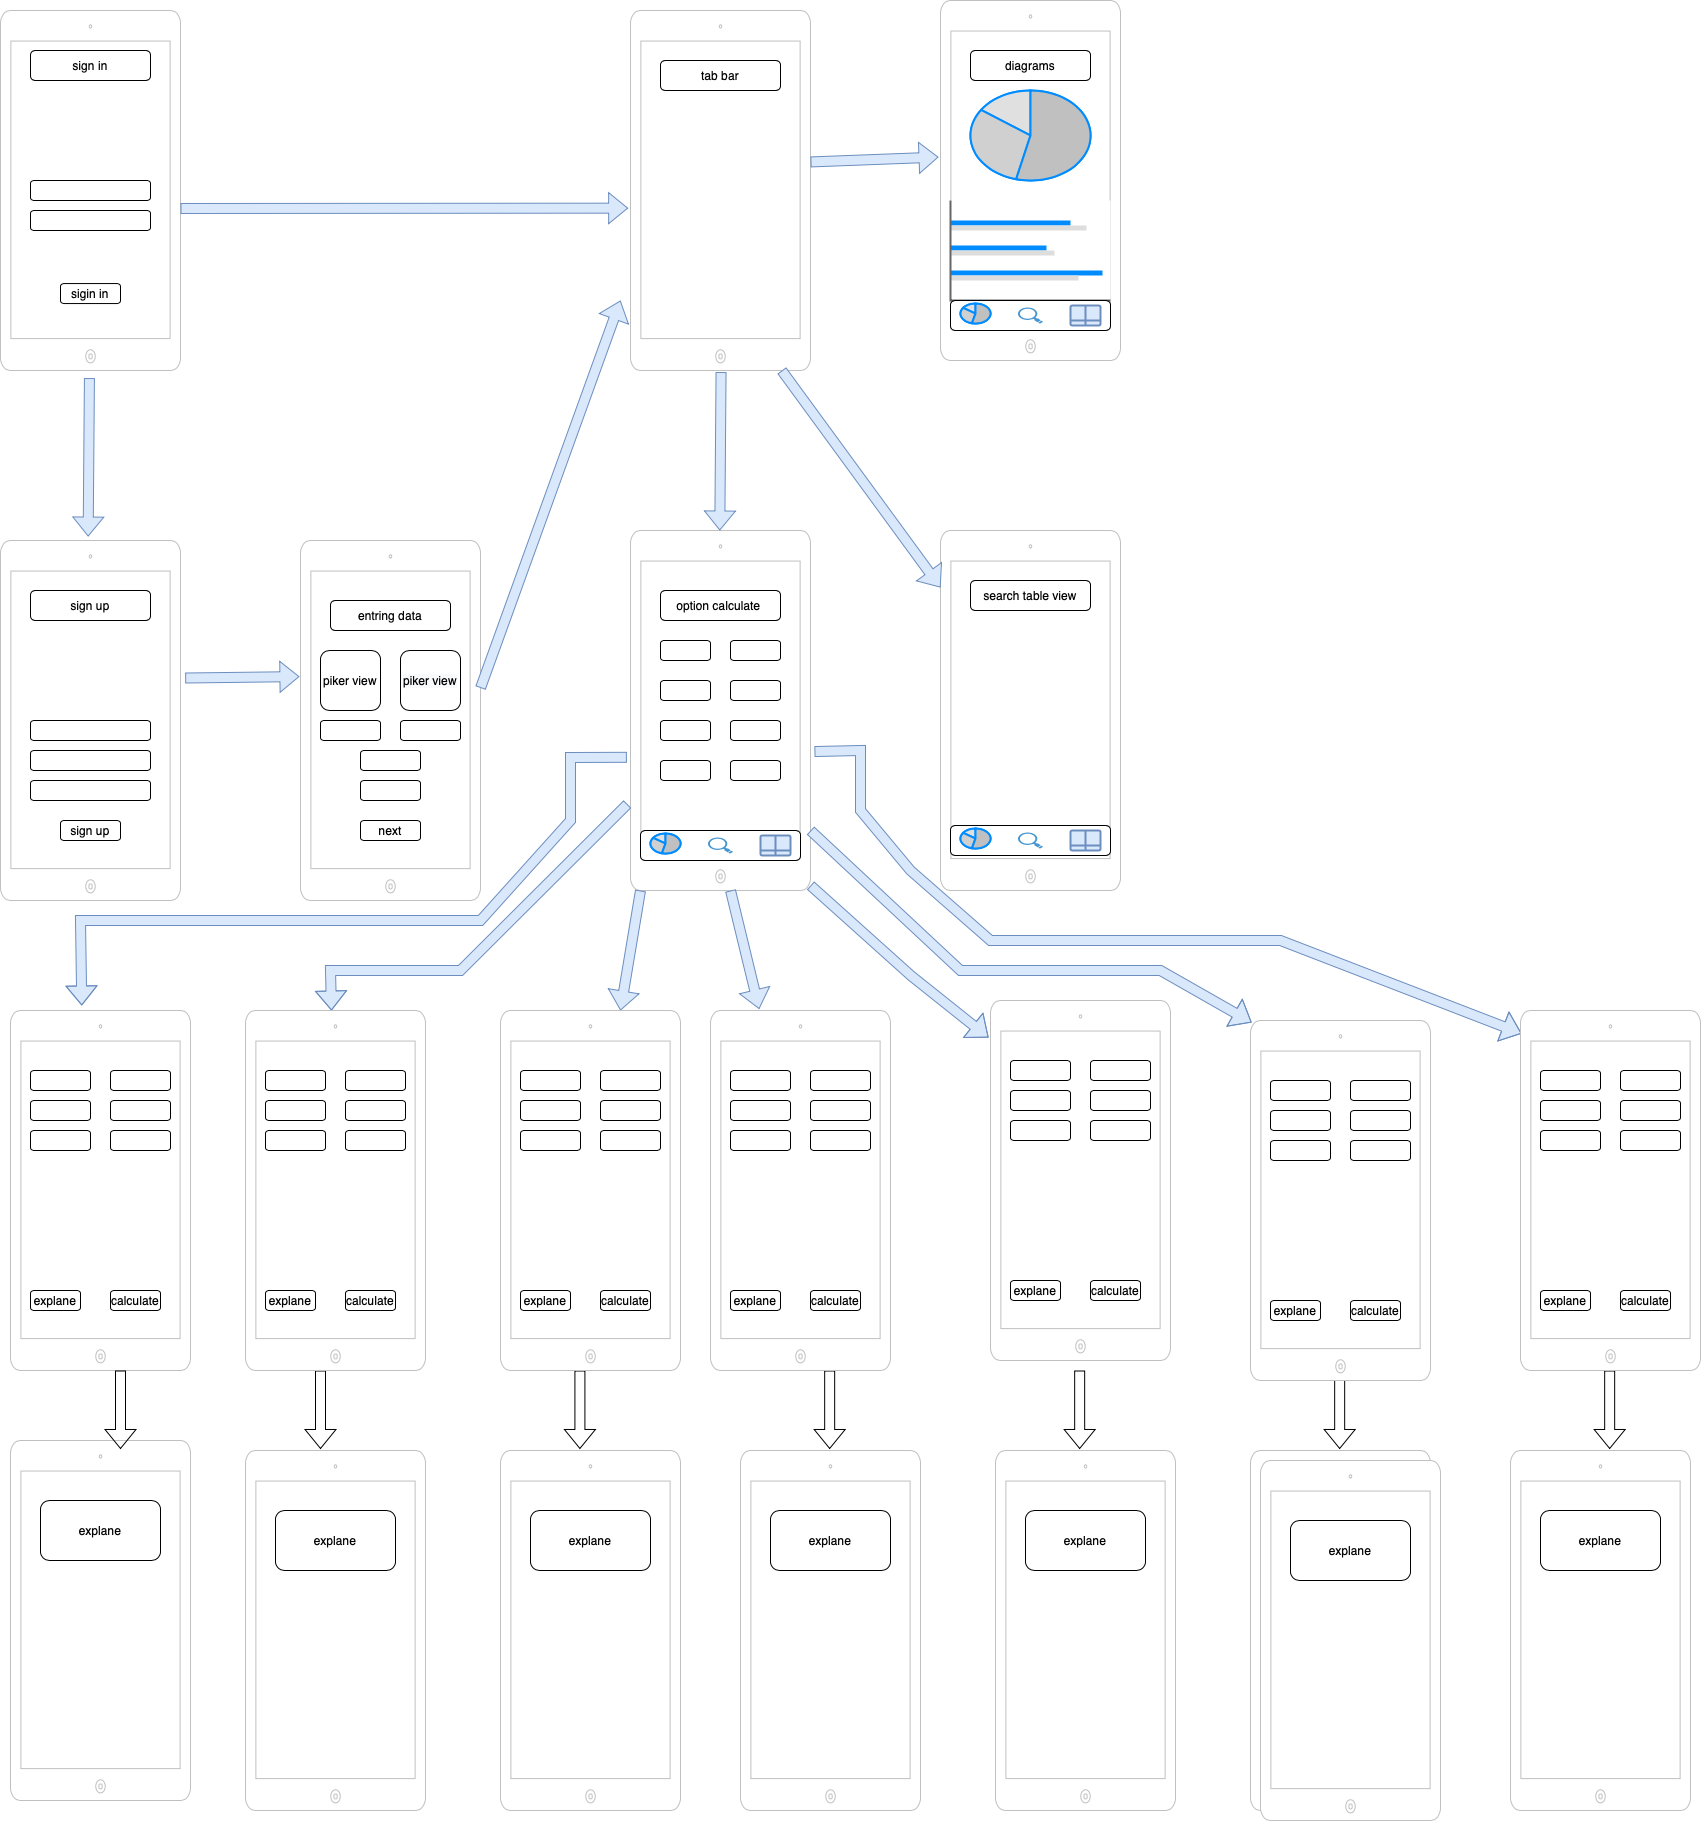 sign in
sigin in
tab bar
diagrams
sign up
sign up
entring data
piker view
piker view
next
option calculate
search table view
explane
calculate
explane
calculate
explane
calculate
explane
calculate
explane
calculate
explane
calculate
explane
calculate
explane
explane
explane
explane
explane
explane
explane